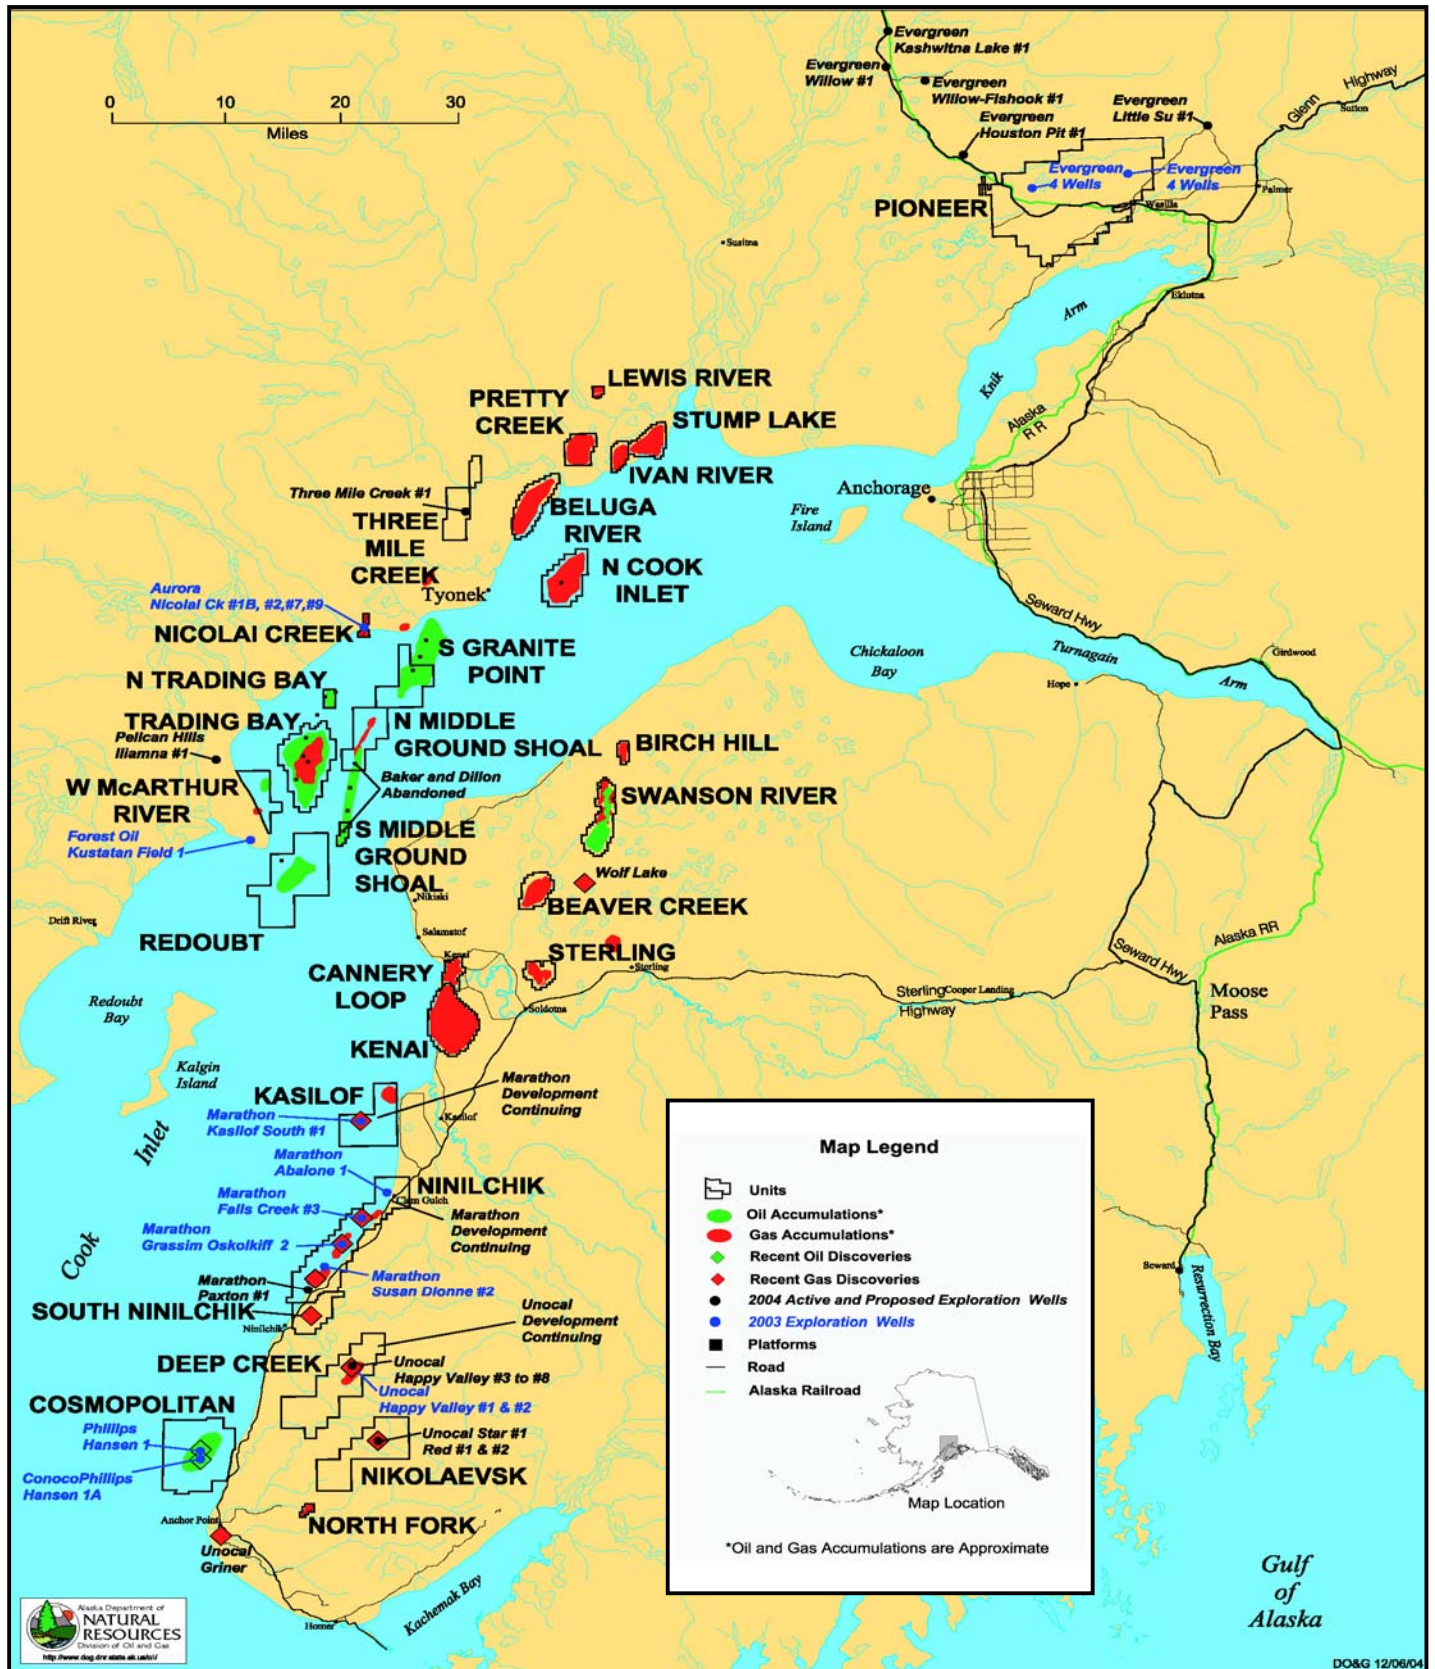 Evergreen
Kashwitna Lake #1
Evergreen
Willow #1
Evergreen
Willow-Fishook #1
Evergreen
Little Su #1
Evergreen
Houston Pit #1
Glenn
Highway
Sutton
0
10
20
30
Miles
Evergreen
4 Wells
Evergreen
4 Wells
Palmer
Wasilla
PIONEER
Susitna
Eklutna
Knik
Arm
Alaska
R R
LEWIS RIVER
PRETTY
CREEK
STUMP LAKE
IVAN RIVER
Three Mile Creek #1
THREE
MILE
CREEK
BELUGA
RIVER
Anchorage
Fire
Island
N COOK
INLET
Tyonek
Aurora
Nicolai Ck #1B, #2,#7,#9
NICOLAI CREEK
Seward Hwy
S GRANITE
POINT
Chickaloon
Bay
Turnagain
Arm
Girdwood
Hope
N TRADING BAY
TRADING BAY
Pelican Hills
Iliamna #1
N MIDDLE
GROUND SHOAL
BIRCH HILL
Baker and Dillon
Abandoned
W McARTHUR
RIVER
SWANSON RIVER
Forest Oil
Kustatan Field 1
S MIDDLE
GROUND
SHOAL
Wolf Lake
Nikiski
BEAVER CREEK
Drift River
REDOUBT
Salamatof
Alaska RR
Seward Hwy
Kenai
STERLING
Sterling
CANNERY
LOOP
Sterling
Highway
Cooper Landing
Moose
Pass
Redoubt
Bay
Soldotna
KENAI
Kalgin
Island
KASILOF
Marathon
Development
Continuing
Marathon
Kasilof South #1
Kasilof
Inlet
Marathon
Abalone 1
NINILCHIK
Clam Gulch
Marathon
Falls Creek #3
Marathon
Development
Continuing
Marathon
Grassim Oskolkiff 2
Cook
Marathon
Paxton #1
Marathon
Susan Dionne #2
SOUTH NINILCHIK
Ninilchik
Unocal
Development
Continuing
DEEP CREEK
Unocal
Happy Valley #3 to #8
Unocal
Happy Valley #1 & #2
COSMOPOLITAN
Phillips
Hansen 1
Unocal Star #1
Red #1 & #2
ConocoPhillips
Hansen 1A
NIKOLAEVSK
Anchor Point
NORTH FORK
Unocal
Griner
Kachemak Bay
Homer
Seward
Resurrection Bay
Gulf
of
Alaska
Map Legend
Units
Oil Accumulations*
Gas Accumulations*
Recent Oil Discoveries
Recent Gas Discoveries
2004 Active and Proposed Exploration Wells
2003 Exploration Wells
Platforms
Road
Alaska Railroad
Map Location
*Oil and Gas Accumulations are Approximate
Alaska Department of
NATURAL
RESOURCES
Division of Oil and Gas
http://www.dog.dnr.state.ak.us/oil/
DO&G 12/06/04